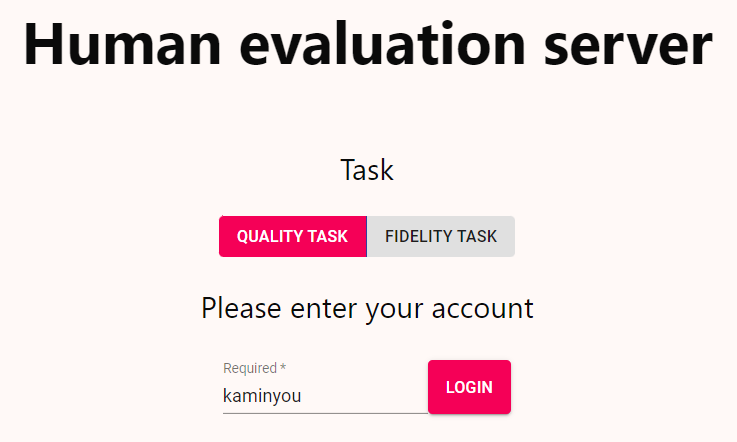 Human evaluation server
Task
QUALITY TASK FIDELITY TASK
Please enter your account
Required *
kaminyou
LOGIN